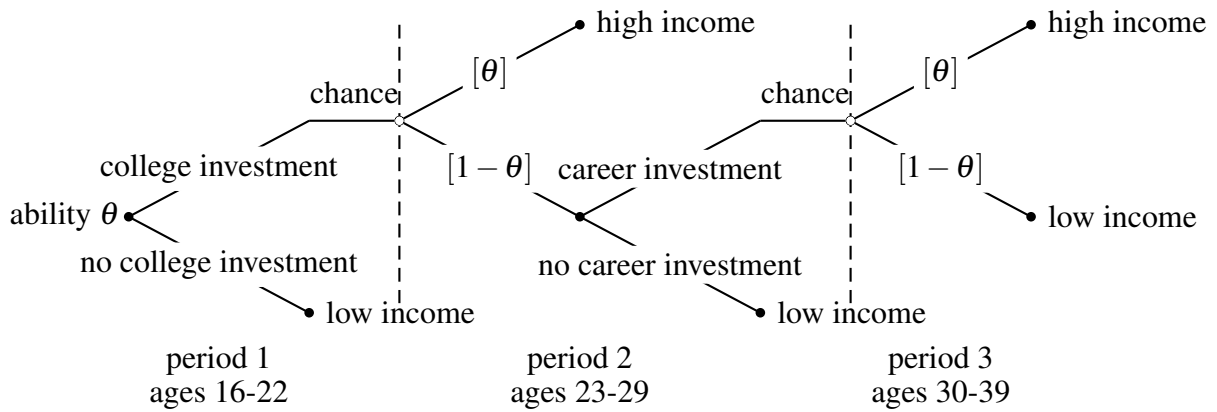 high income
high income
[θ]
[θ]
chance
chance
college investment
[1 − θ]
career investment
[1 − θ]
ability θ
low income
no college investment
no career investment
low income
low income
period 1
period 2
period 3
ages 16-22
ages 23-29
ages 30-39